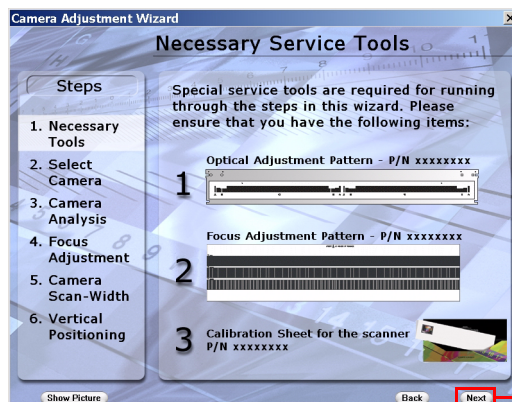 Camera Adjustment Wizard
Necessary Service Tools
Steps
1. Necessary
Tools
2. Select
Camera
3. Camera
Analysis
4. Focus
Adjustment
5. Camera
Scan-Width
6. Vertical
Positioning
Special service tools are required for running
through the steps in this wizard. Please
ensure that you have the following items:
1
Optical Adjustment Pattern - P/N xxxxxxxx
2
Focus Adjustment Pattern - P/N xxxxxxxx
3
Calibration Sheet for the scanner
P/N xxxxxxxx
Show Picture
Back
Next